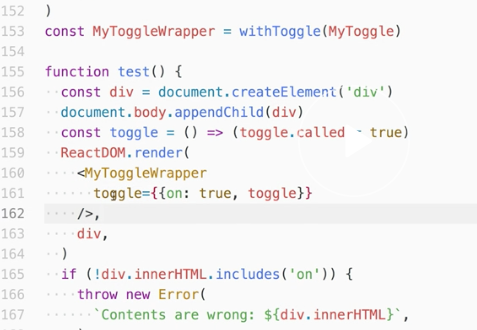 152 )
153 const MyToggleWrapper = withToggle(MyToggle)
154
155 function test() {
156 ··const div = document.createElement('div')
157 ··document.body.appendChild(div)
158 ··const toggle = () => (toggle.called = true)
159 ··ReactDOM.render(
160 ····<MyToggleWrapper
161 ······toggle={{on: true, toggle}}
162 ····/>,
163 ····div,
164 ··)
165 ··if (!div.innerHTML.includes('on')) {
166 ····throw new Error(
167 ······`Contents are wrong: ${div.innerHTML}`,